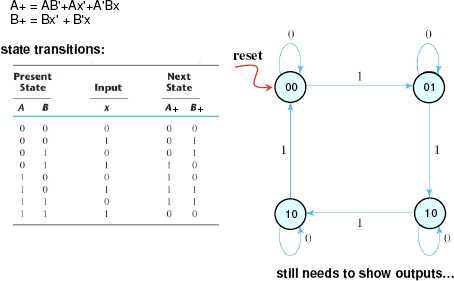 A+ = AB'+Ax'+A'Bx
B+ = Bx' + B'x
state transitions:
Present State Input Next State
A B x A+ B+
0 0 0 0 0
0 0 1 0 1
0 1 0 0 1
0 1 1 1 0
1 0 0 1 0
1 0 1 1 1
1 1 0 1 1
1 1 1 0 0
reset
0
0
00
1
01
1
1
10
1
10
0
0
still needs to show outputs...